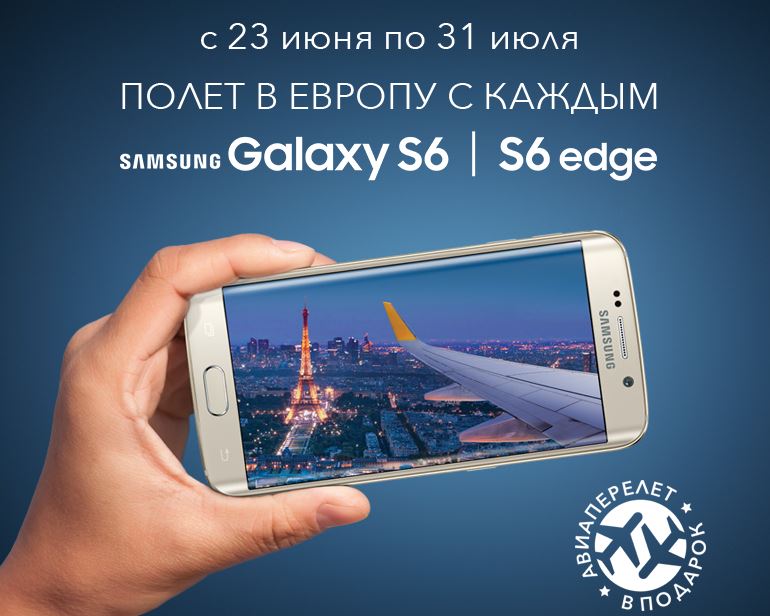 с 23 июня по 31 июля
ПОЛЕТ В ЕВРОПУ С КАЖДЫМ
SAMSUNG Galaxy S6 | S6 edge
SAMSUNG
АВИАПЕРЕЛЕТ
В ПОДАРОК